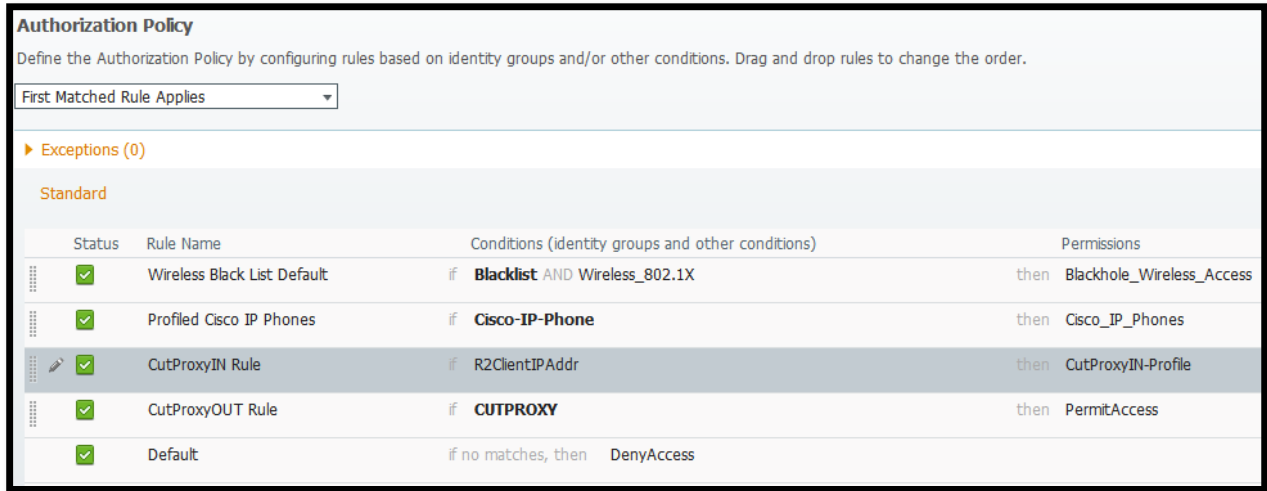 Authorization Policy
Define the Authorization Policy by configuring rules based on identity groups and/or other conditions. Drag and drop rules to change the order.
First Matched Rule Applies
Exceptions (0)
Standard
Status Rule Name Conditions (identity groups and other conditions) Permissions
Wireless Black List Default if Blacklist AND Wireless_802.1X then Blackhole_Wireless_Access
Profiled Cisco IP Phones if Cisco-IP-Phone then Cisco_IP_Phones
CutProxyIN Rule if R2ClientIPAddr then CutProxyIN-Profile
CutProxyOUT Rule if CUTPROXY then PermitAccess
Default if no matches, then DenyAccess